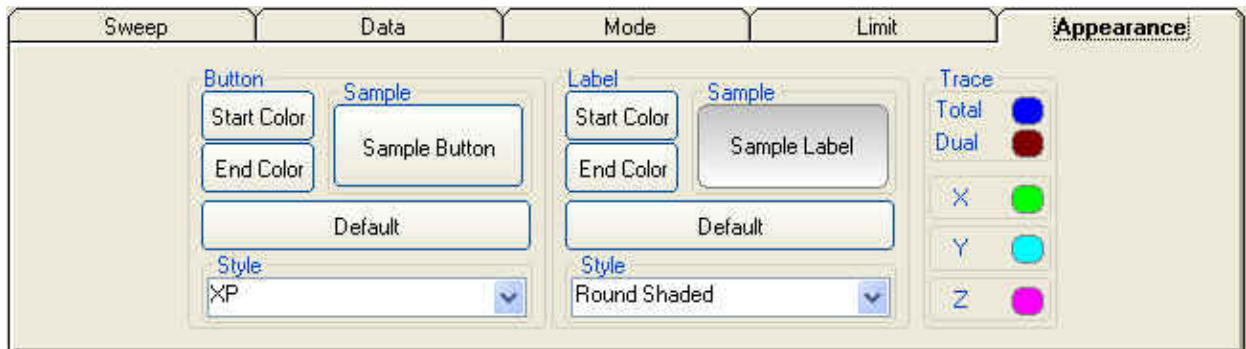 Sweep Data Mode Limit Appearance
Button
Sample
Start Color
End Color
Sample Button
Default
Style
XP
Label
Sample
Start Color
End Color
Sample Label
Default
Style
Round Shaded
Trace
Total
Dual
X
Y
Z